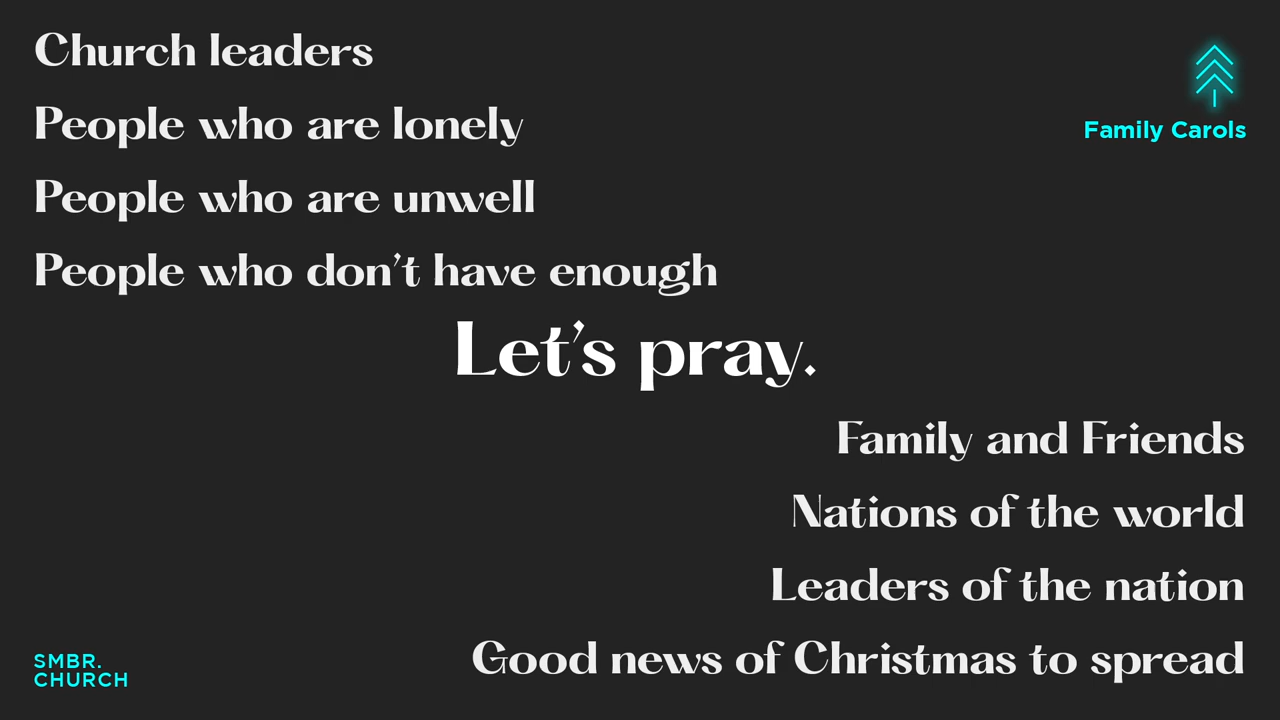 Church leaders
People who are lonely
People who are unwell
People who don’t have enough
Family Carols
Let’s pray.
Family and Friends
Nations of the world
Leaders of the nation
Good news of Christmas to spread
SMBR.
CHURCH